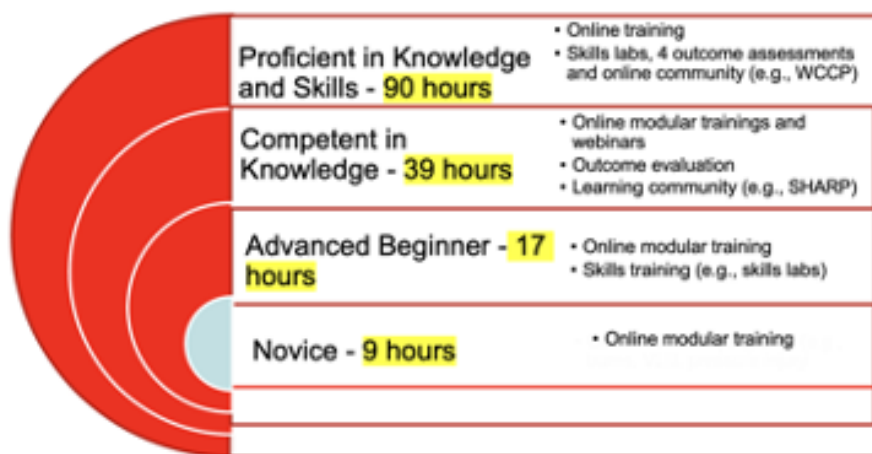 Proficient in Knowledge
and Skills - 90 hours
• Online training
• Skills labs, 4 outcome assessments
and online community (e.g., WCCP)
Competent in
Knowledge - 39 hours
• Online modular trainings and
webinars
• Outcome evaluation
• Learning community (e.g., SHARP)
Advanced Beginner - 17
hours
• Online modular training
• Skills training (e.g., skills labs)
Novice - 9 hours
• Online modular training